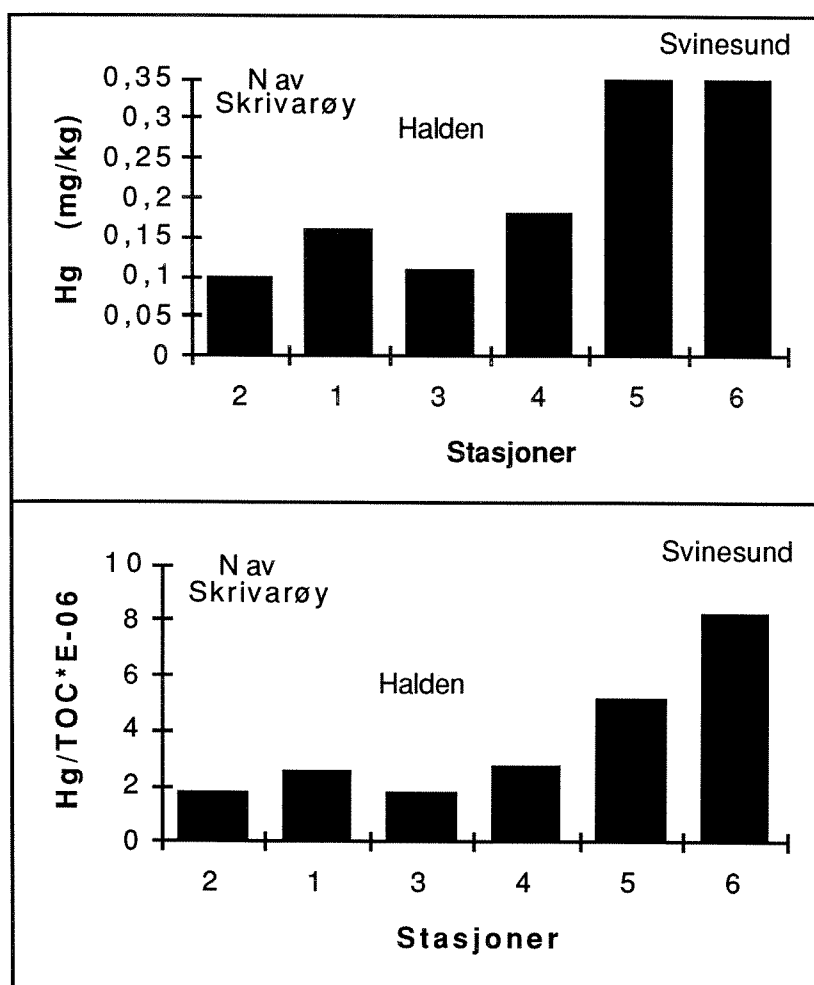 Svinesund
N av
Skrivarøy
Halden
Hg (mg/kg)
0,35
0,3
0,25
0,2
0,15
0,1
0,05
0
2 1 3 4 5 6
Stasjoner
Svinesund
N av
Skrivarøy
Halden
Hg/TOC*E-06
10
8
6
4
2
0
2 1 3 4 5 6
Stasjoner